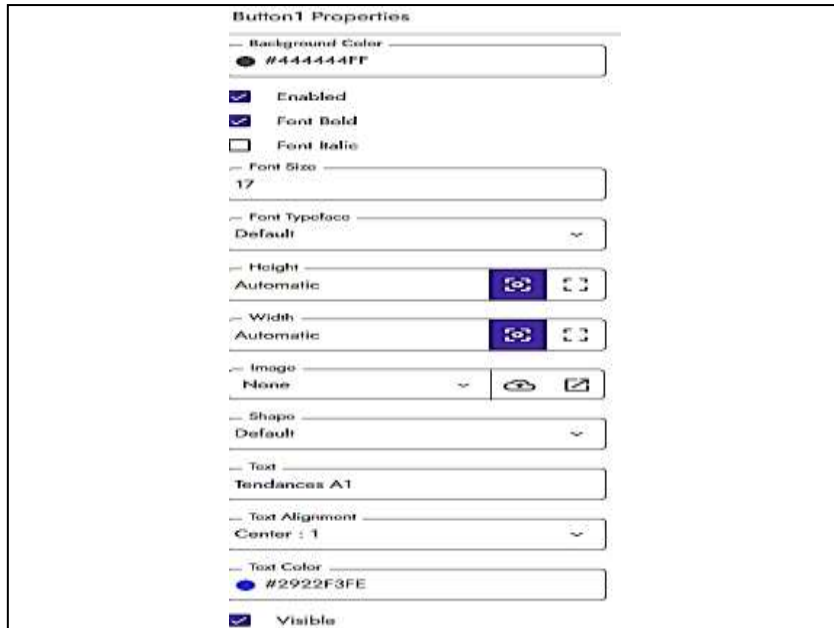 Button1 Properties
Background Color
#444444FF
Enabled
Font Bold
Font Italic
Font Size
17
Font Typeface
Default
Height
Automatic
Width
Automatic
Image
None
Shape
Default
Text
Tendances A1
Text Alignment
Center : 1
Text Color
#2922F3FE
Visible